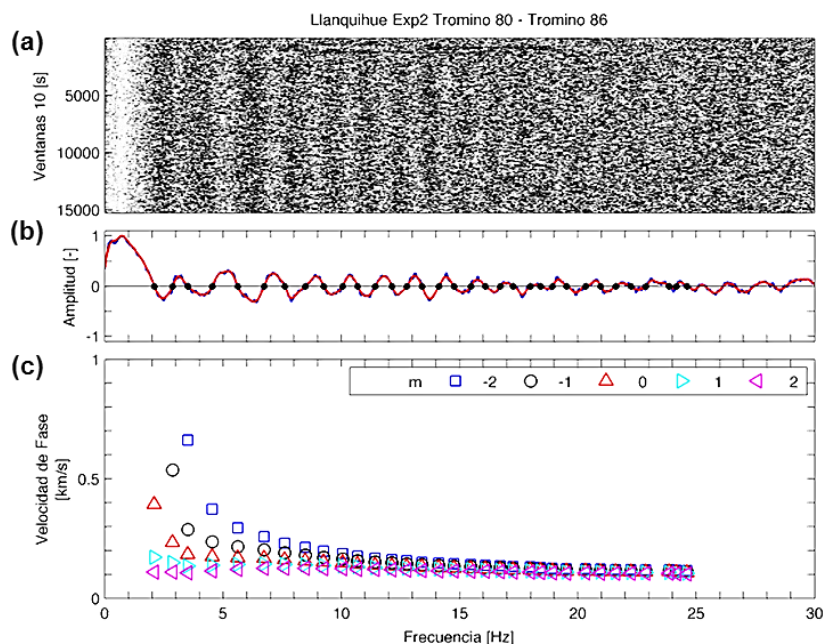 Llanquihue Exp2 Tromino 80 - Tromino 86
(a)
Ventanas 10 [s]
5000
10000
15000
(b)
Amplitud [-]
1
0
-1
(c)
Velocidad de Fase
[km/s]
1
0.5
0
m -2 -1 0 1 2
0 5 10 15 20 25 30
Frecuencia [Hz]